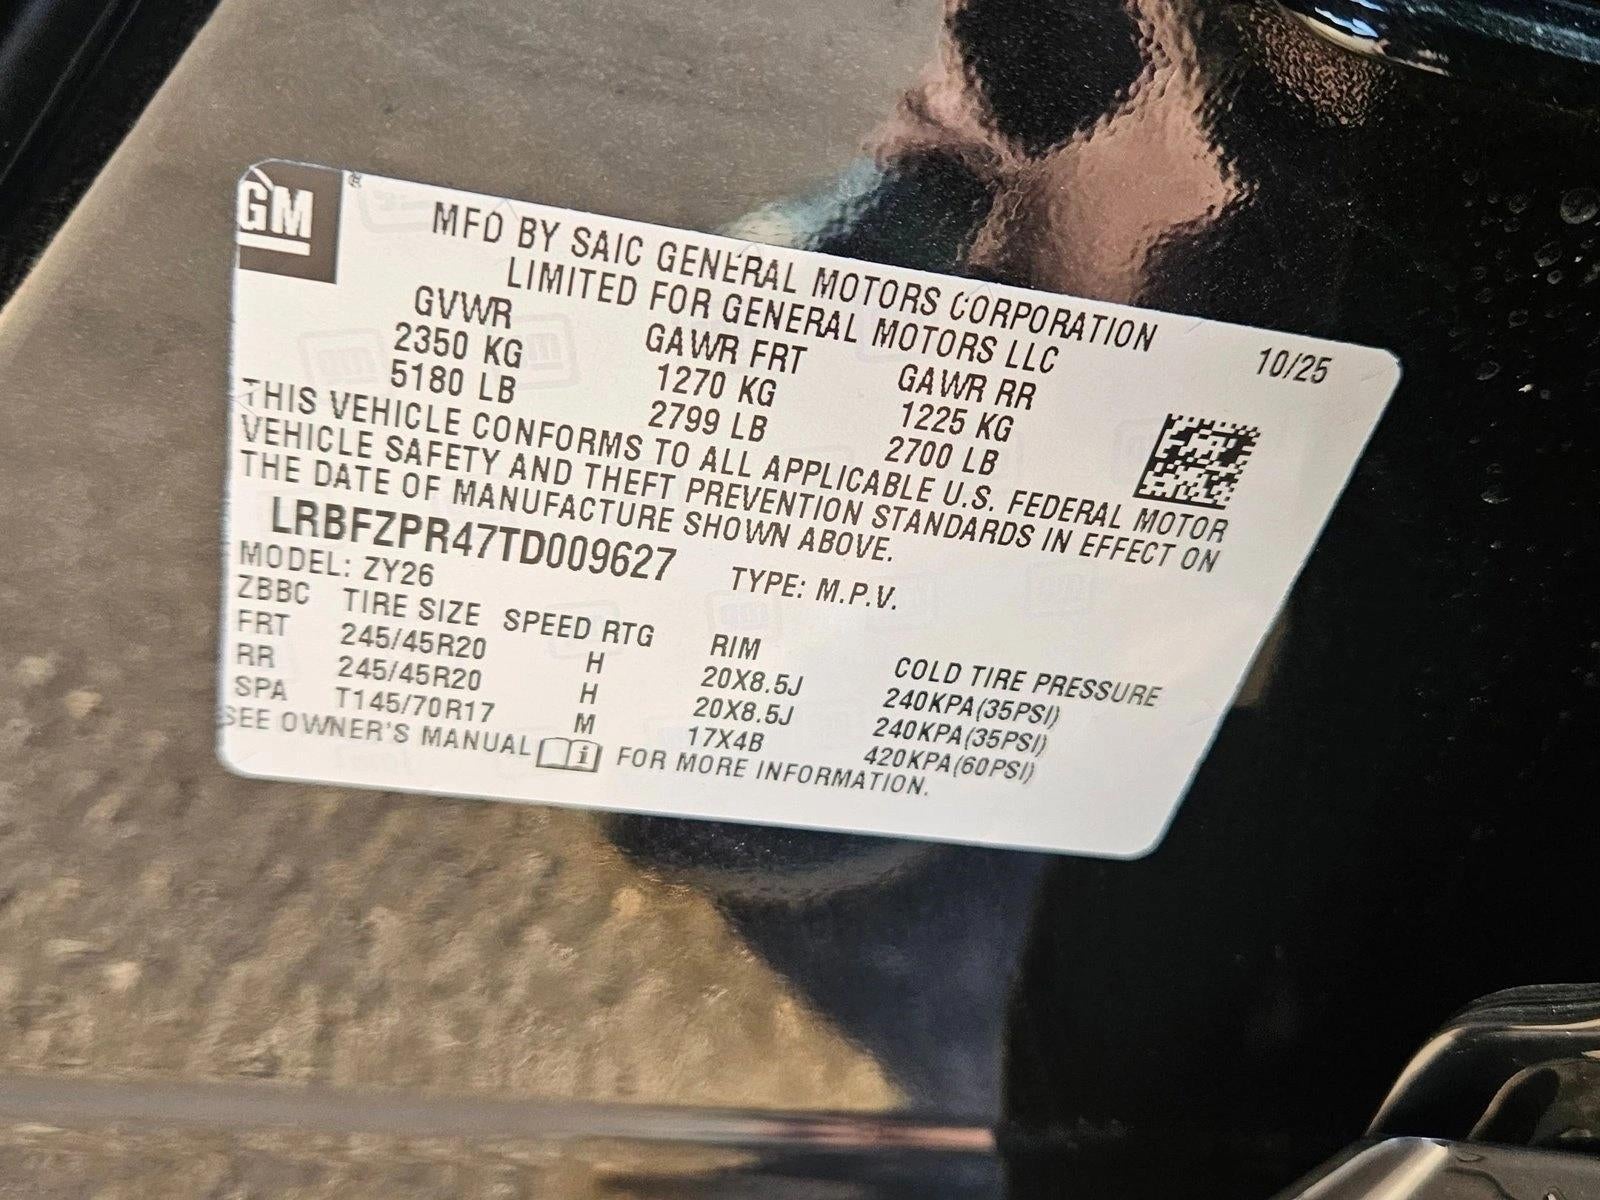 GM
®
MFD BY SAIC GENERAL MOTORS CORPORATION
LIMITED FOR GENERAL MOTORS LLC
10/25
GVWR GAWR FRT GAWR RR
2350 KG 1270 KG 1225 KG
5180 LB 2799 LB 2700 LB
THIS VEHICLE CONFORMS TO ALL APPLICABLE U.S. FEDERAL MOTOR
VEHICLE SAFETY AND THEFT PREVENTION STANDARDS IN EFFECT ON
THE DATE OF MANUFACTURE SHOWN ABOVE.
LRBFZPR47TD009627 TYPE: M.P.V.
MODEL: ZY26
ZBBC TIRE SIZE SPEED RTG RIM COLD TIRE PRESSURE
FRT 245/45R20 H 20X8.5J 240KPA(35PSI)
RR 245/45R20 H 20X8.5J 240KPA(35PSI)
SPA T145/70R17 M 17X4B 420KPA(60PSI)
SEE OWNER'S MANUAL FOR MORE INFORMATION.